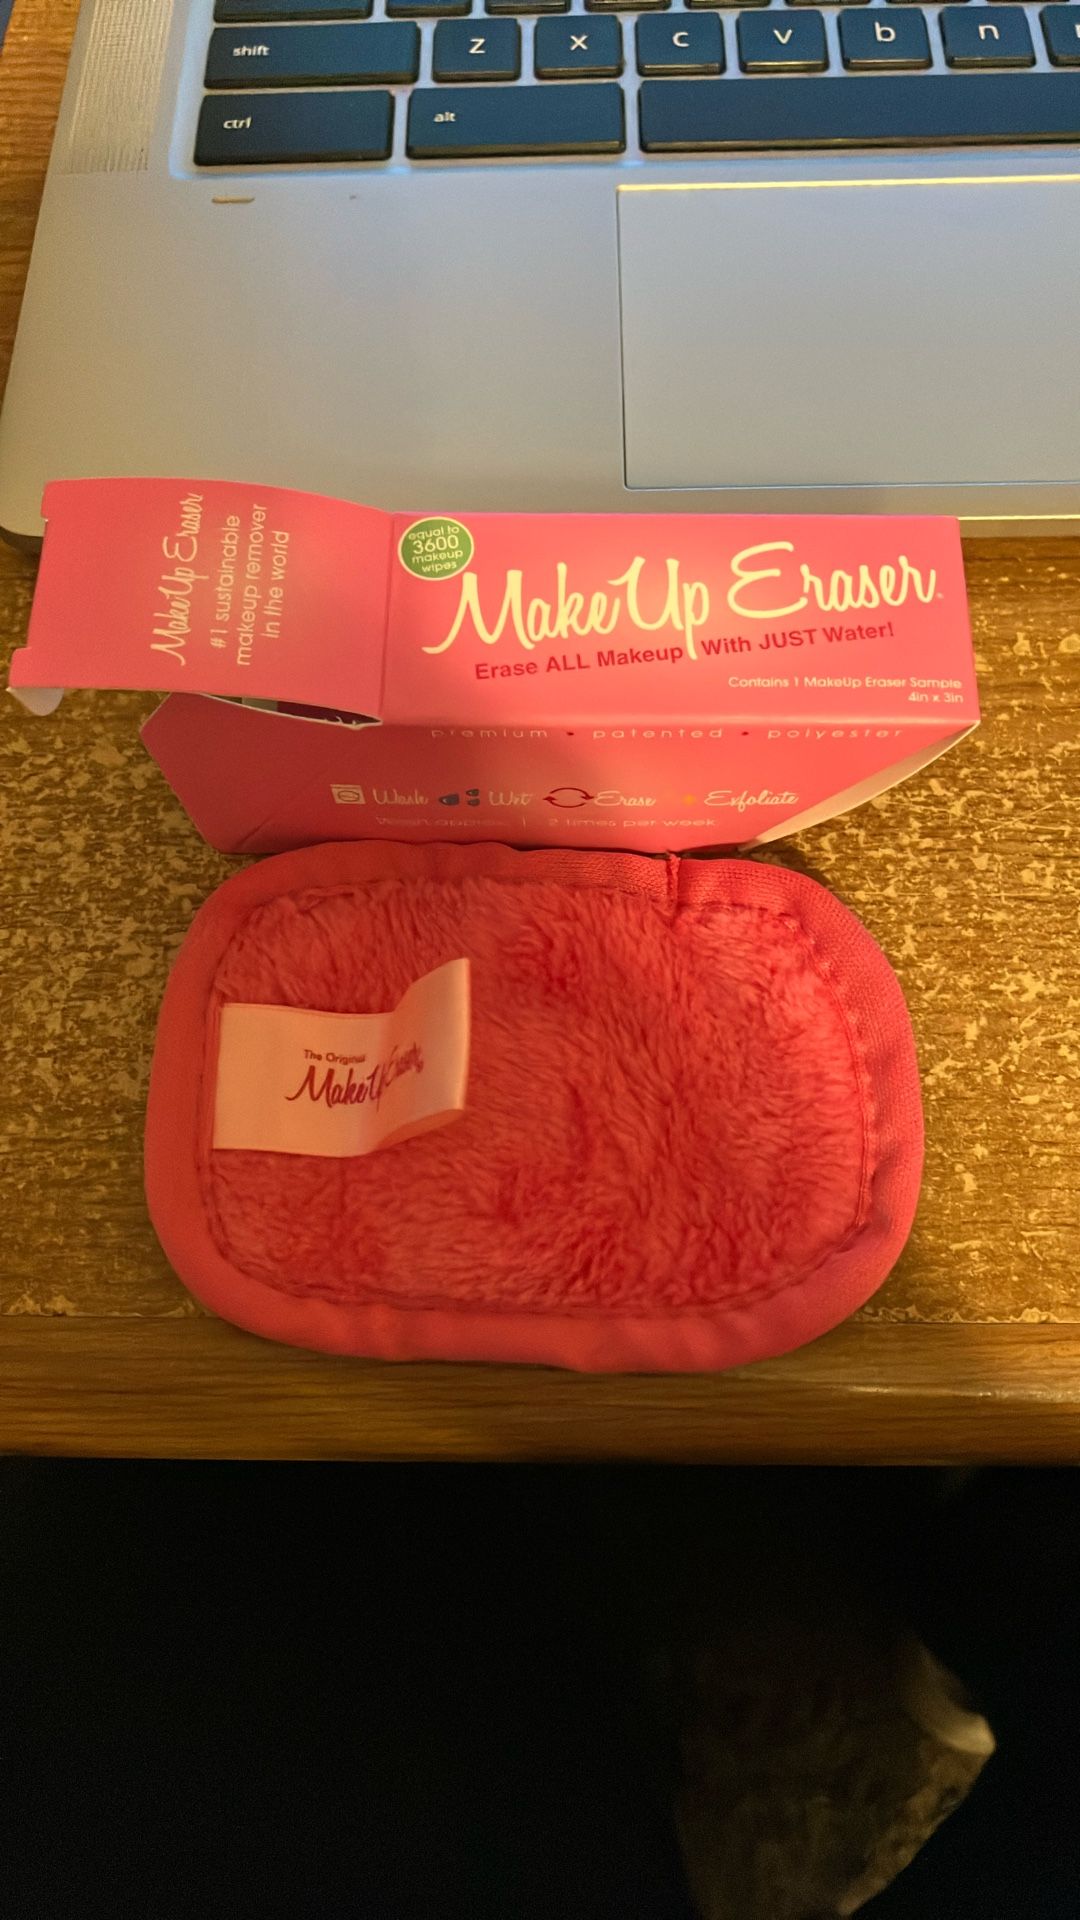 shift
z
x
c
v
b
n
ctrl
alt
MakeUp Eraser
#1 sustainable
makeup remover
in the world
equal to
3600
makeup
wipes
MakeUp Eraser
Erase ALL Makeup With JUST Water!
Contains 1 MakeUp Eraser Sample
4in x 3in
premium • patented • polyester
Wash Wet Erase Exfoliate
2 times per week
The Original
MakeUp Eraser